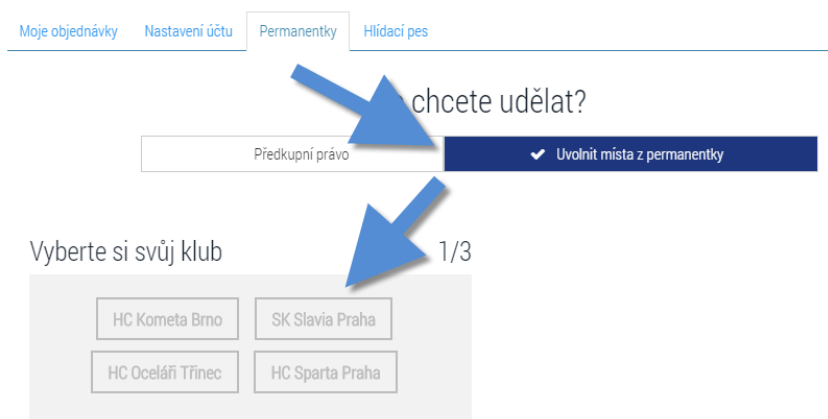 Moje objednávky Nastavení účtu Permanentky Hlídací pes
chcete udělat?
Předkupní právo ✔ Uvolnit místa z permanentky
Vyberte si svůj klub 1/3
HC Kometa Brno SK Slavia Praha
HC Oceláři Třinec HC Sparta Praha